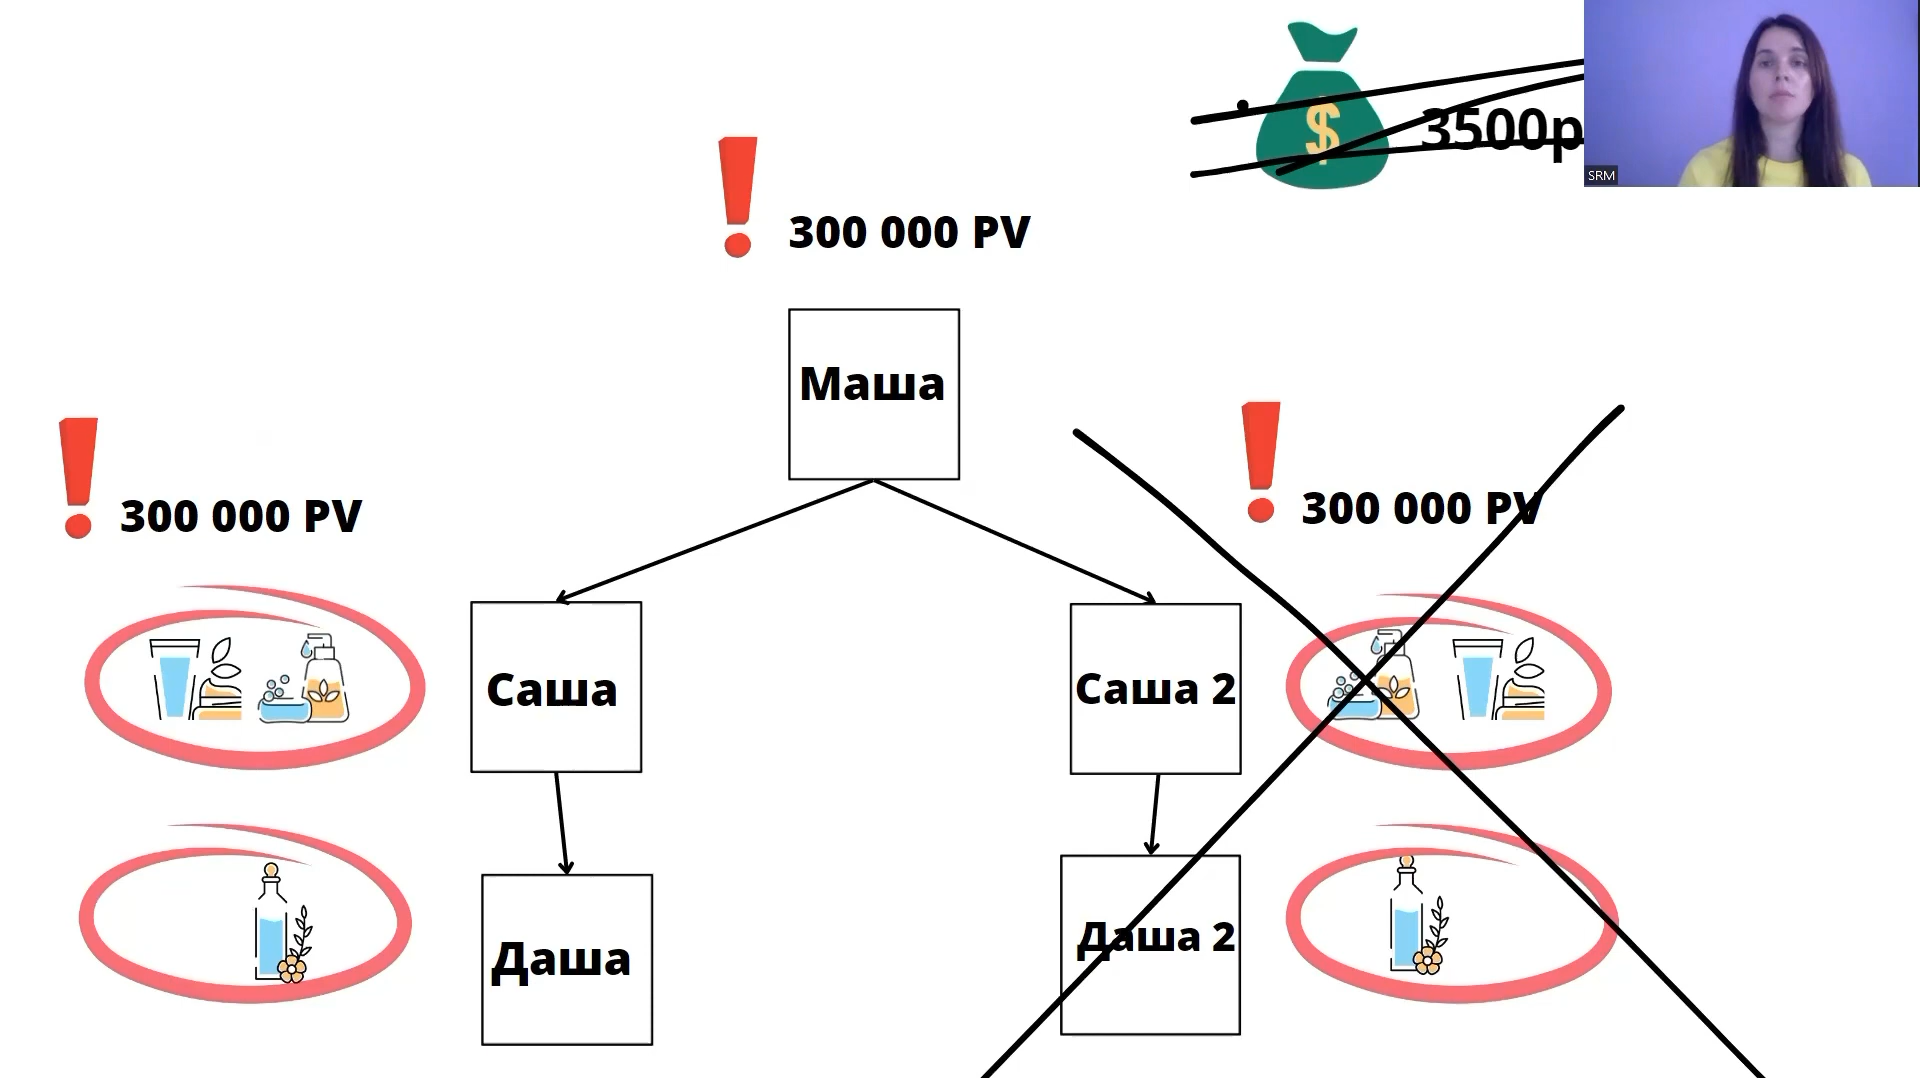 3500р
SRM
300 000 PV
Маша
300 000 PV
300 000 PV
Саша
Саша 2
Даша
Даша 2